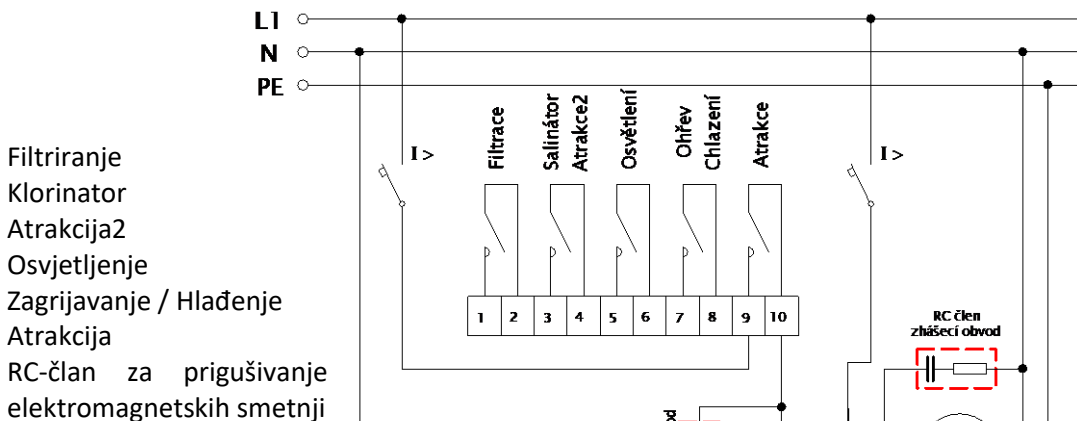 L1
N
PE
Filtrace
Salinátor
Atrakce2
Osvětlení
Ohřev
Chlazení
Atrakce
I >
I >
Filtriranje
Klorinator
Atrakcija2
Osvjetljenje
Zagrijavanje / Hlađenje
Atrakcija
RC-član za prigušivanje
elektromagnetskih smetnji
1 2 3 4 5 6 7 8 9 10
RC člen
zhášecí obvod